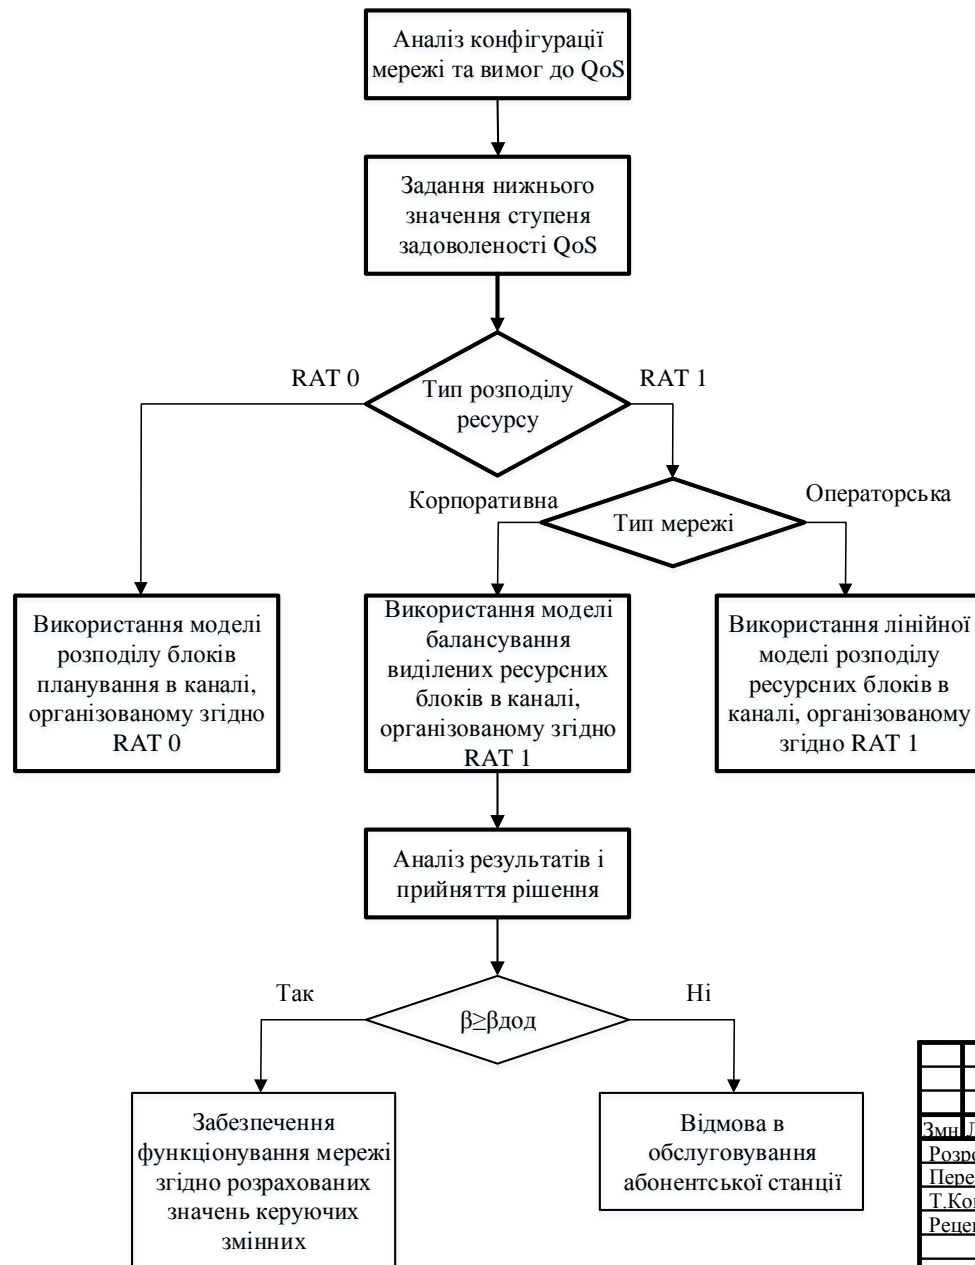 Аналіз конфігурації
мережі та вимог до QoS
Задання нижнього
значення ступеня
задоволеності QoS
RAT 0
RAT 1
Тип розподілу
ресурсу
Корпоративна
Операторська
Тип мережі
Використання моделі
розподілу блоків
планування в каналі,
організованому згідно
RAT 0
Використання моделі
балансування
виділених ресурсних
блоків в каналі,
організованому згідно
RAT 1
Використання лінійної
моделі розподілу
ресурсних блоків в
каналі, організованому
згідно RAT 1
Аналіз результатів і
прийняття рішення
Так
Ні
β≥βдод
Забезпечення
функціонування мережі
згідно розрахованих
значень керуючих
змінних
Відмова в
обслуговування
абонентської станції
Змн